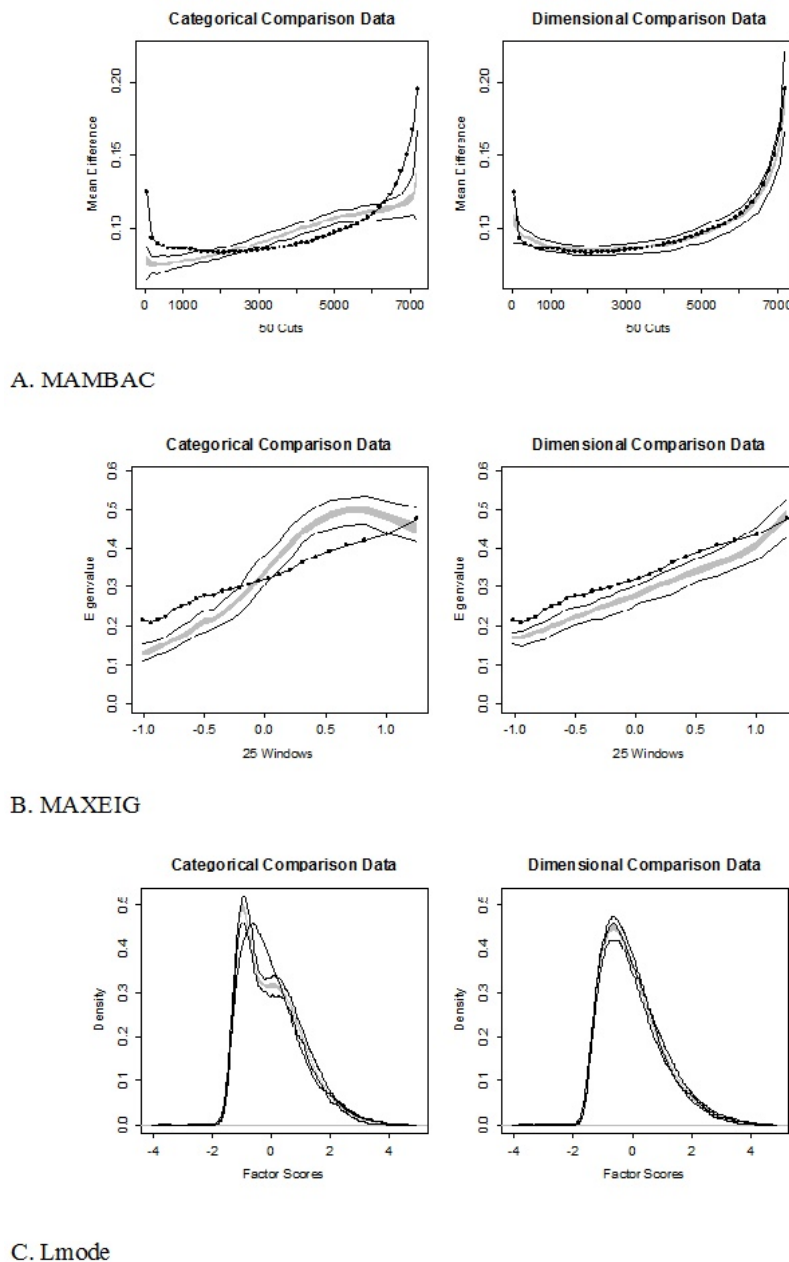 Categorical Comparison Data
Dimensional Comparison Data
Mean Difference
0.20
0.15
0.10
0 1000 3000 5000 7000
50 Cuts
Mean Difference
0.20
0.15
0.10
0 1000 3000 5000 7000
50 Cuts
A. MAMBAC
Categorical Comparison Data
Dimensional Comparison Data
Eigenvalue
0.6
0.5
0.4
0.3
0.2
0.1
0.0
-1.0 -0.5 0.0 0.5 1.0
25 Windows
Eigenvalue
0.6
0.5
0.4
0.3
0.2
0.1
0.0
-1.0 -0.5 0.0 0.5 1.0
25 Windows
B. MAXEIG
Categorical Comparison Data
Dimensional Comparison Data
Density
0.5
0.4
0.3
0.2
0.1
0.0
-4 -2 0 2 4
Factor Scores
Density
0.5
0.4
0.3
0.2
0.1
0.0
-4 -2 0 2 4
Factor Scores
C. Lmode